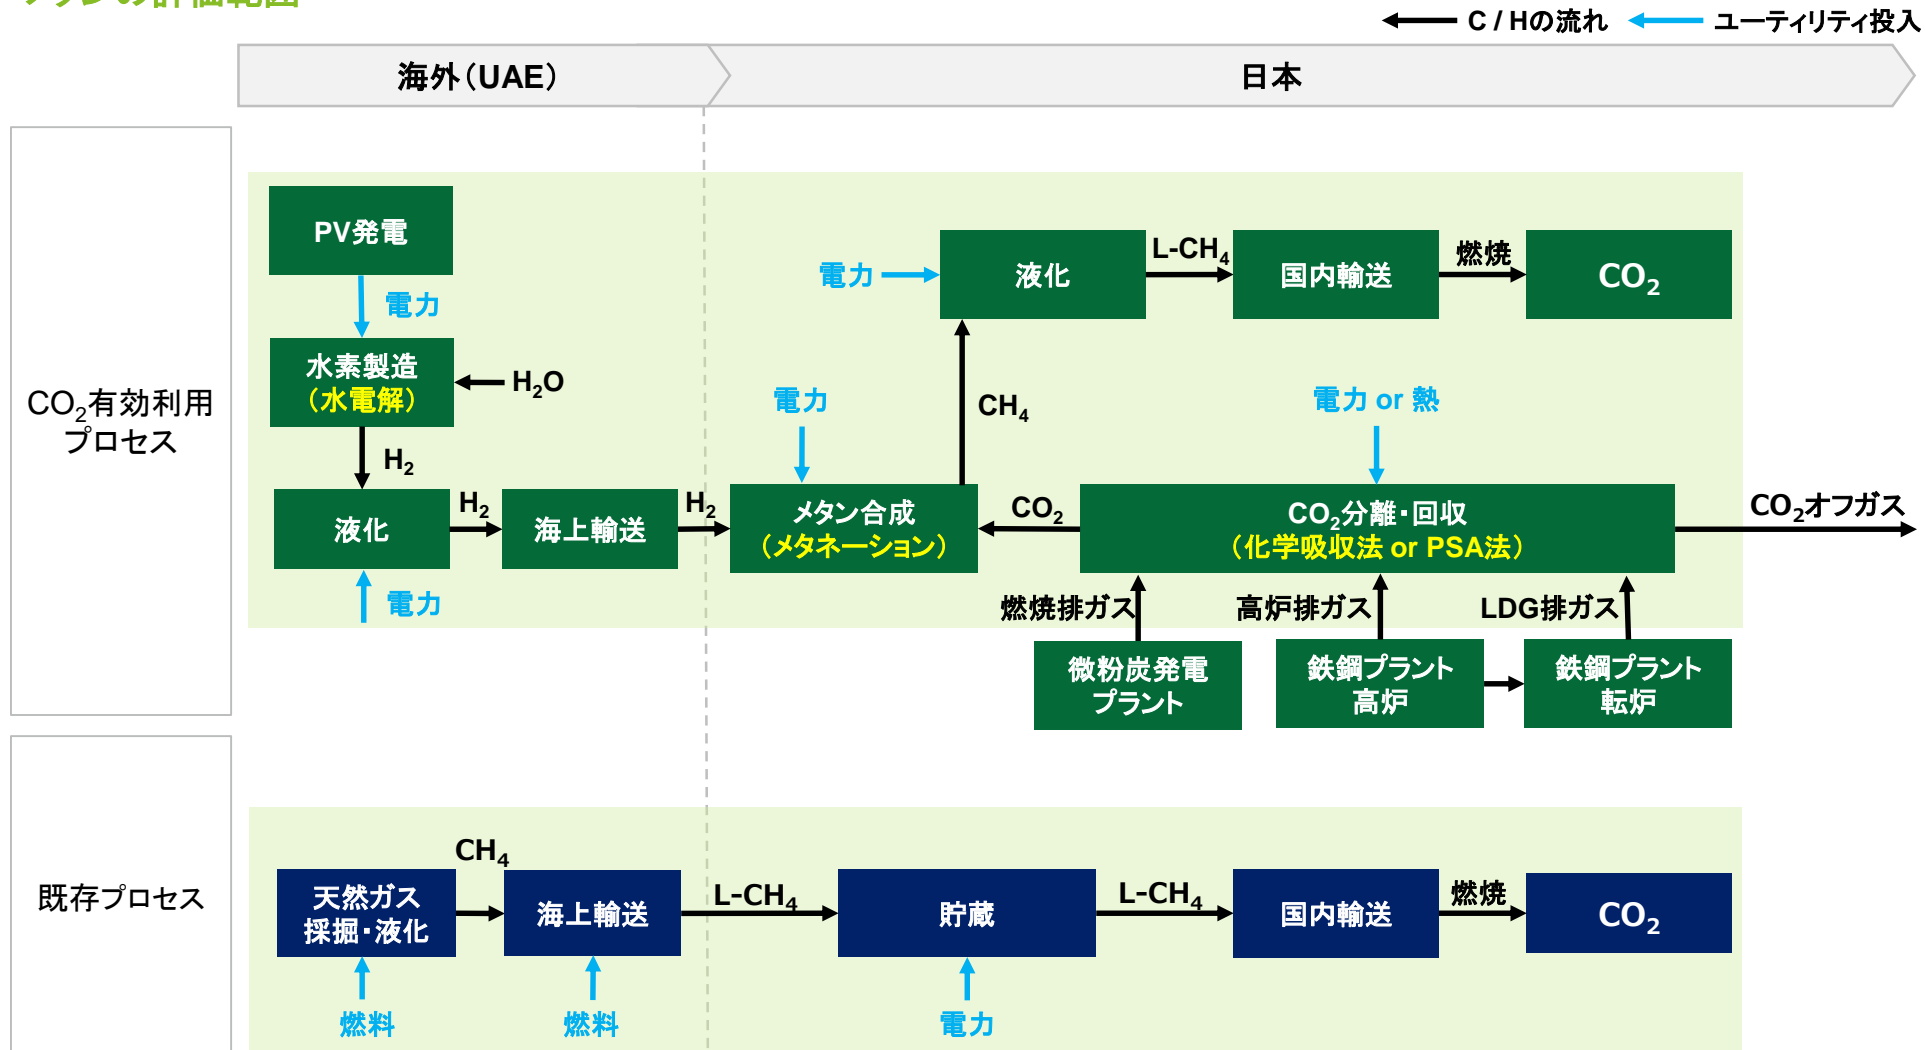 の評価範囲
C / Hの流れ
ユーティリティ投入
海外（UAE）
日本
CO₂有効利用
プロセス
PV発電
電力
水素製造
（水電解）
H₂O
H₂
液化
電力
H₂
海上輸送
H₂
電力
メタン合成
（メタネーション）
CH₄
電力
液化
L-CH₄
国内輸送
燃焼
CO₂
電力 or 熱
CO₂
CO₂分離・回収
（化学吸収法 or PSA法）
CO₂オフガス
燃焼排ガス
高炉排ガス
LDG排ガス
微粉炭発電
プラント
鉄鋼プラント
高炉
鉄鋼プラント
転炉
既存プロセス
天然ガス
採掘・液化
燃料
CH₄
海上輸送
燃料
L-CH₄
貯蔵
電力
L-CH₄
国内輸送
燃焼
CO₂